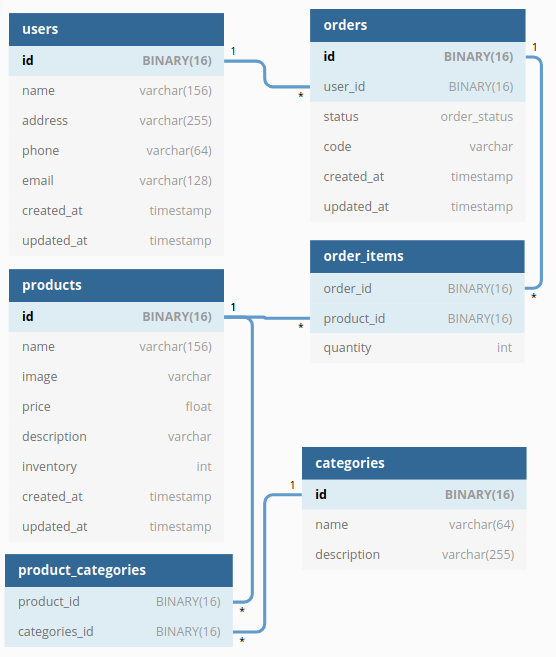 users
id BINARY(16)
name varchar(156)
address varchar(255)
phone varchar(64)
email varchar(128)
created_at timestamp
updated_at timestamp
1
*
orders
id BINARY(16)
user_id BINARY(16)
status order_status
code varchar
created_at timestamp
updated_at timestamp
1
*
order_items
order_id BINARY(16)
product_id BINARY(16)
quantity int
products
id BINARY(16)
name varchar(156)
image varchar
price float
description varchar
inventory int
created_at timestamp
updated_at timestamp
1
*
categories
id BINARY(16)
name varchar(64)
description varchar(255)
1
product_categories
product_id BINARY(16)
categories_id BINARY(16)
*
*